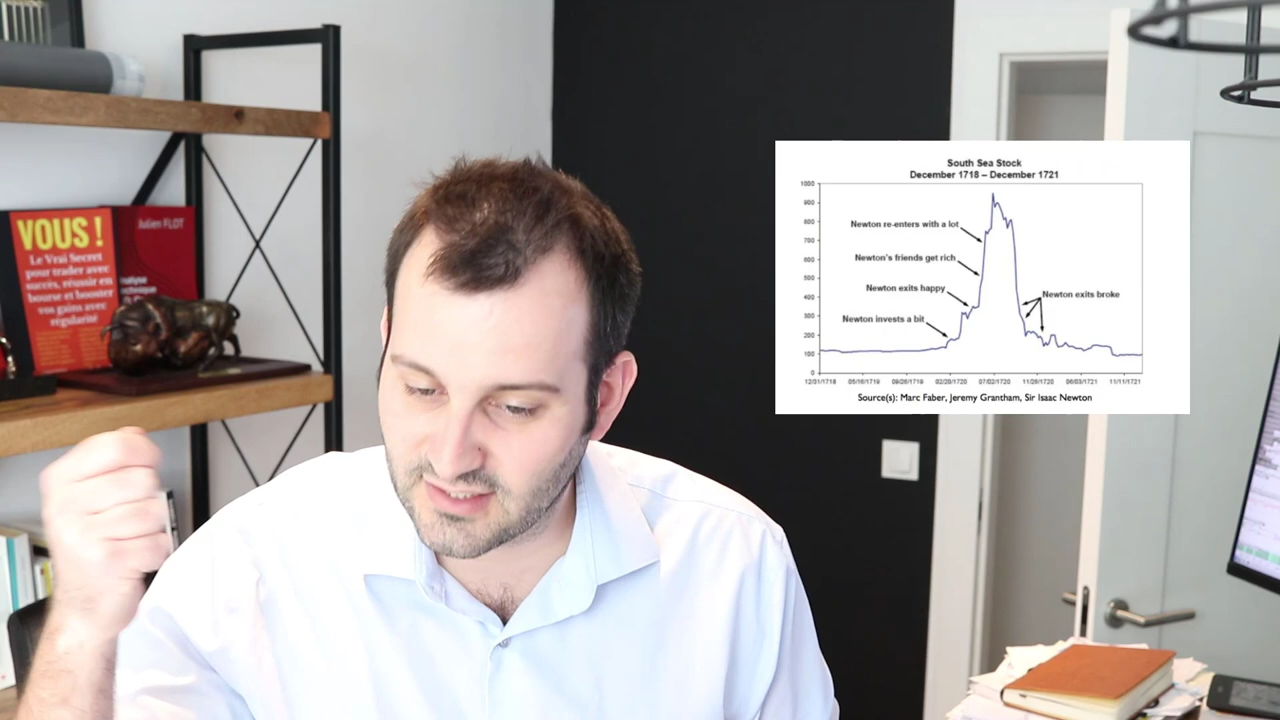 VOUS !
Le Vrai Secret
pour trader avec
succès, réussir en
bourse et booster
vos gains avec
régularité
Julien FLOT
technique
South Sea Stock
December 1718 – December 1721
1000
900
800
700
600
500
400
300
200
100
0
Newton re-enters with a lot
Newton's friends get rich
Newton exits happy
Newton invests a bit
Newton exits broke
12/31/1718
05/16/1719
09/26/1719
02/20/1720
07/02/1720
11/26/1720
06/03/1721
11/11/1721
Source(s): Marc Faber, Jeremy Grantham, Sir Isaac Newton